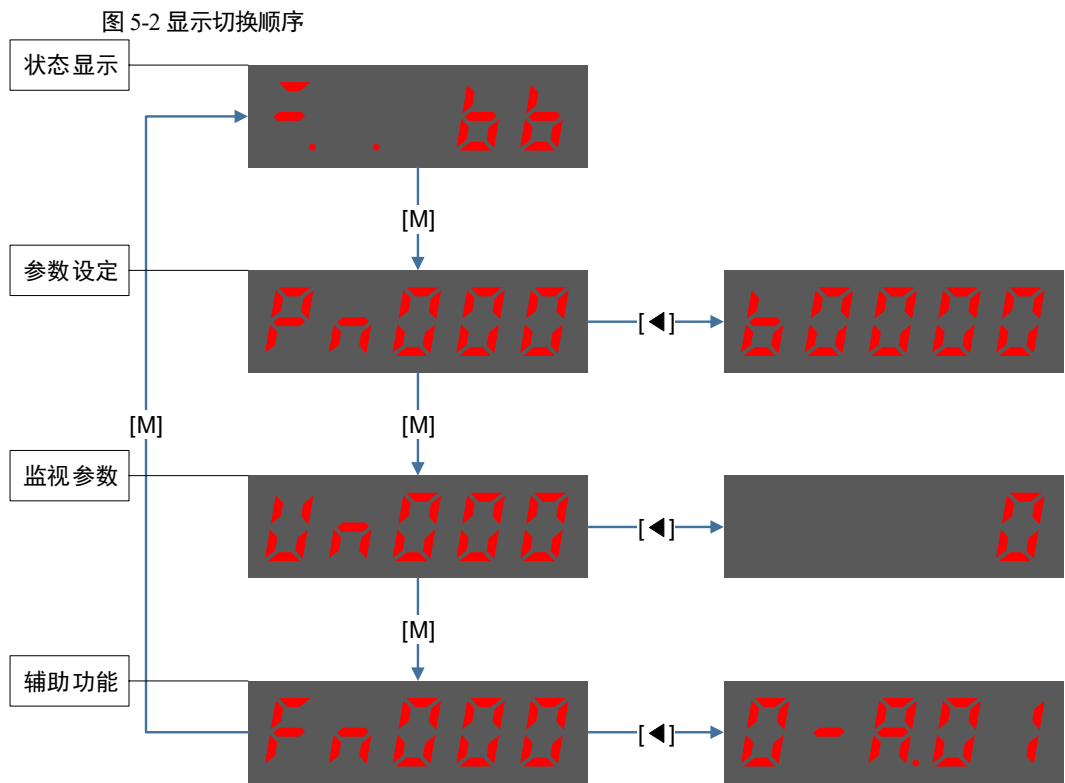 图 5-2 显示切换顺序
状态显示
bb
[M]
参数设定
Pn000
[◀]
b0000
[M]
[M]
监视参数
Un000
[◀]
0
[M]
辅助功能
Fn000
[◀]
0-A.01